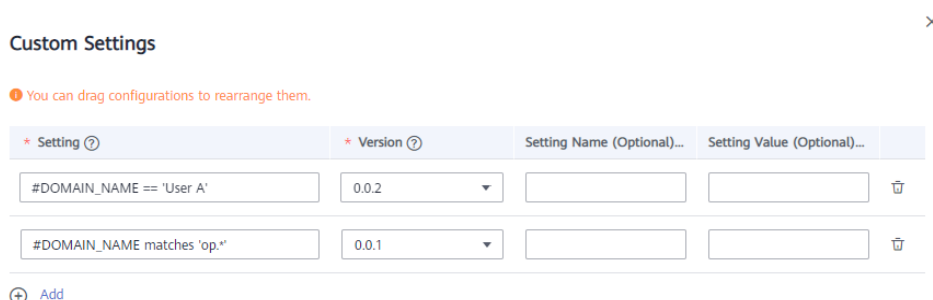 Custom Settings
You can drag configurations to rearrange them.
* Setting * Version Setting Name (Optional)... Setting Value (Optional)...
#DOMAIN_NAME == 'User A' 0.0.2
#DOMAIN_NAME matches 'op.*' 0.0.1
Add